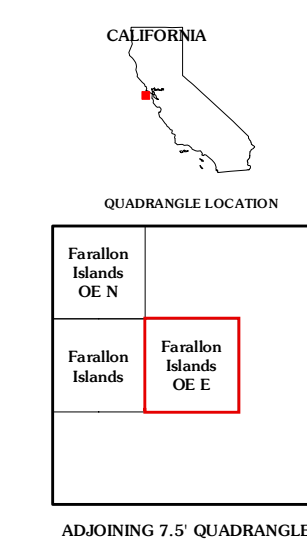 CALIFORNIA
QUADRANGLE LOCATION
Farallon
Islands
OE N
Farallon
Islands
Farallon
Islands
OE E
ADJOINING 7.5' QUADRANGLE